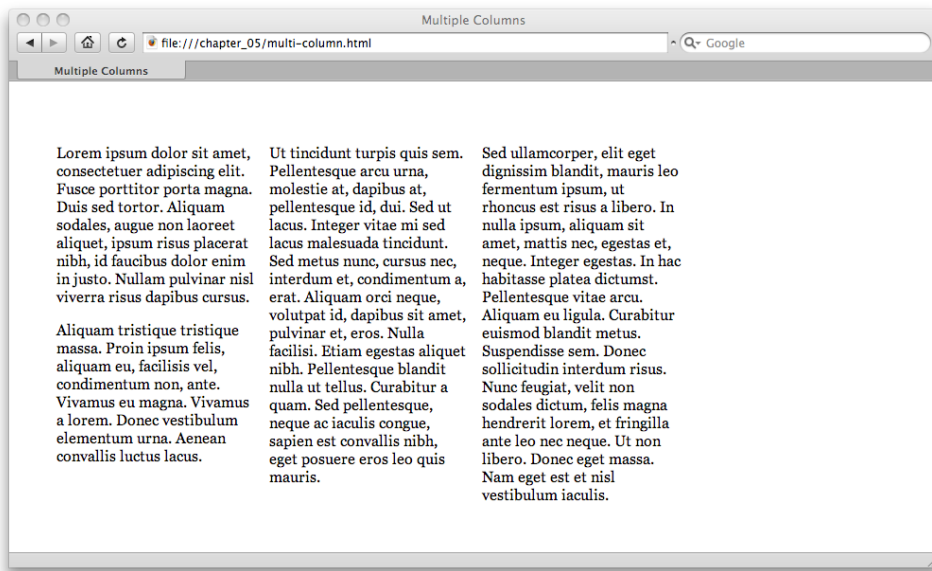 Multiple Columns
file:///chapter_05/multi-column.html
Google
Multiple Columns
Lorem ipsum dolor sit amet,
consectetuer adipiscing elit.
Fusce porttitor porta magna.
Duis sed tortor. Aliquam
sodales, augue non laoreet
aliquet, ipsum risus placerat
nibh, id faucibus dolor enim
in justo. Nullam pulvinar nisl
viverra risus dapibus cursus.
Aliquam tristique tristique
massa. Proin ipsum felis,
aliquam eu, facilisis vel,
condimentum non, ante.
Vivamus eu magna. Vivamus
a lorem. Donec vestibulum
elementum urna. Aenean
convallis luctus lacus.
Ut tincidunt turpis quis sem.
Pellentesque arcu urna,
molestie at, dapibus at,
pellentesque id, dui. Sed ut
lacus. Integer vitae mi sed
lacus malesuada tincidunt.
Sed metus nunc, cursus nec,
interdum et, condimentum a,
erat. Aliquam orci neque,
volutpat id, dapibus sit amet,
pulvinar et, eros. Nulla
facilisi. Etiam egestas aliquet
nibh. Pellentesque blandit
nulla ut tellus. Curabitur a
quam. Sed pellentesque,
neque ac iaculis congue,
sapien est convallis nibh,
eget posuere eros leo quis
mauris.
Sed ullamcorper, elit eget
dignissim blandit, mauris leo
fermentum ipsum, ut
rhoncus est risus a libero. In
nulla ipsum, aliquam sit
amet, mattis nec, egestas et,
neque. Integer egestas. In hac
habitasse platea dictumst.
Pellentesque vitae arcu.
Aliquam eu ligula. Curabitur
euismod blandit metus.
Suspendisse sem. Donec
sollicitudin interdum risus.
Nunc feugiat, velit non
sodales dictum, felis magna
hendrerit lorem, et fringilla
ante leo nec neque. Ut non
libero. Donec eget massa.
Nam eget est et nisl
vestibulum iaculis.